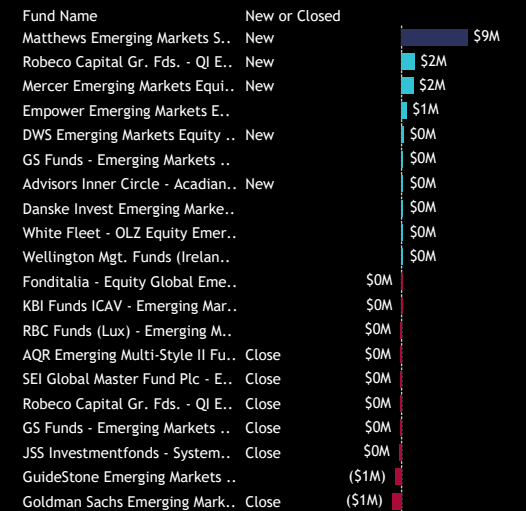 Fund Name New or Closed
Matthews Emerging Markets S.. New $9M
Robeco Capital Gr. Fds. - QI E.. New $2M
Mercer Emerging Markets Equi.. New $2M
Empower Emerging Markets E.. $1M
DWS Emerging Markets Equity .. New $0M
GS Funds - Emerging Markets .. $0M
Advisors Inner Circle - Acadian.. New $0M
Danske Invest Emerging Marke.. $0M
White Fleet - OLZ Equity Emer.. $0M
Wellington Mgt. Funds (Irelan.. $0M
Fonditalia - Equity Global Eme.. $0M
KBI Funds ICAV - Emerging Mar.. $0M
RBC Funds (Lux) - Emerging M.. $0M
AQR Emerging Multi-Style II Fu.. Close $0M
SEI Global Master Fund Plc - E.. Close $0M
Robeco Capital Gr. Fds. - QI E.. Close $0M
GS Funds - Emerging Markets .. Close $0M
JSS Investmentfonds - System.. Close $0M
GuideStone Emerging Markets .. ($1M)
Goldman Sachs Emerging Mark.. Close ($1M)